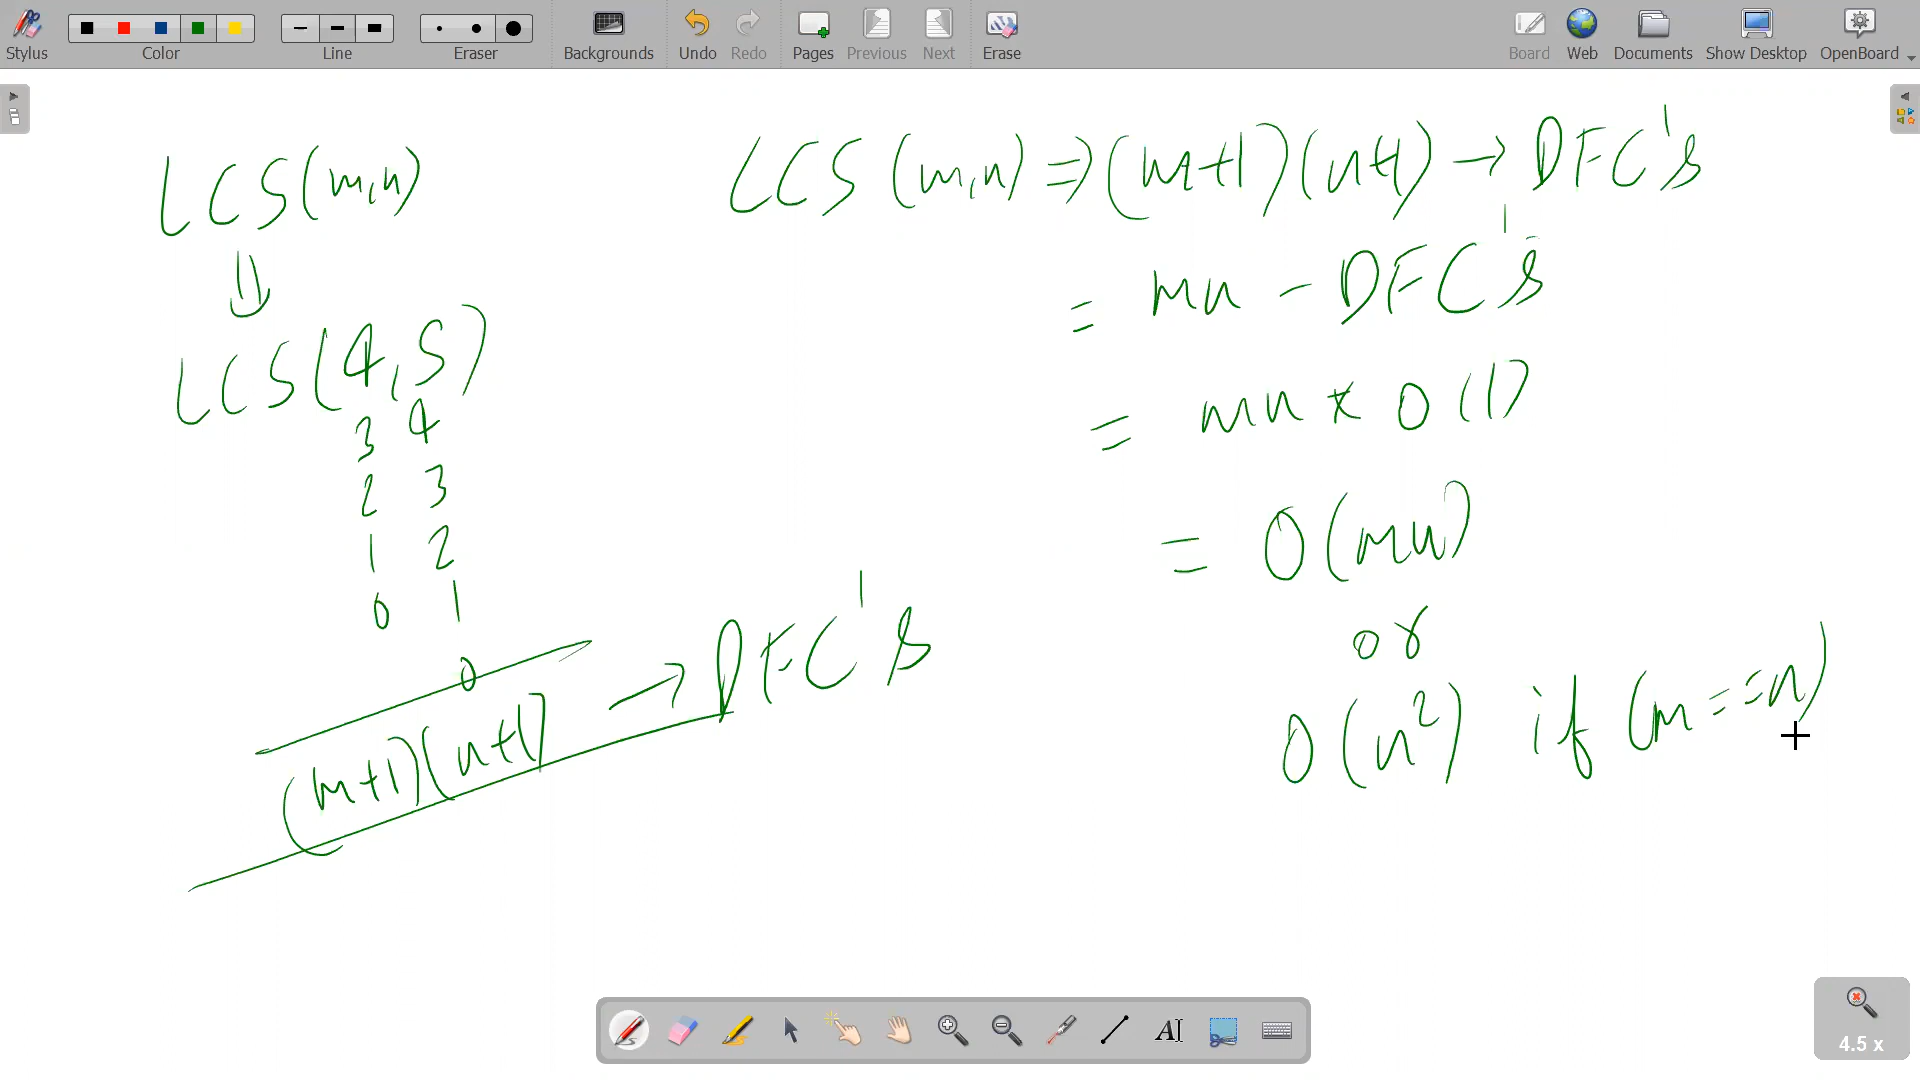 Stylus Color Line Eraser Backgrounds Undo Redo Pages Previous Next Erase Board Web Documents Show Desktop OpenBoard
LCS(m,n)
LCS(4,5)
3 4
2 3
1 2
0 1
0
(m+1)(n+1) → DFC's
LCS (m,n) ⇒ (m+1)(n+1) → DFC's
= mn - DFC's
= mn * O(1)
= O(mn)
or
O(n²) if (m==n)
AI
4.5 x